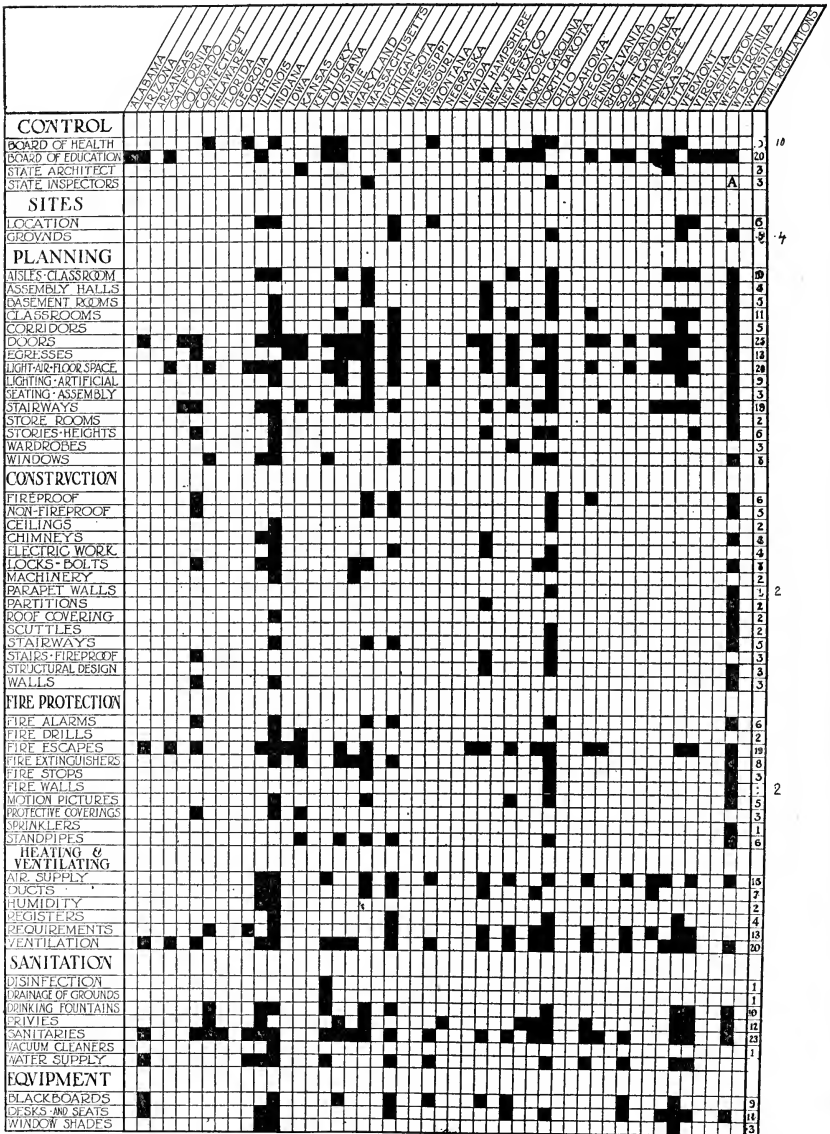 ALABAMA
ARIZONA
ARKANSAS
CALIFORNIA
COLORADO
CONNECTICUT
DELAWARE
FLORIDA
GEORGIA
IDAHO
ILLINOIS
INDIANA
IOWA
KANSAS
KENTUCKY
LOUISIANA
MAINE
MARYLAND
MASSACHUSETTS
MICHIGAN
MINNESOTA
MISSISSIPPI
MISSOURI
MONTANA
NEBRASKA
NEVADA
NEW HAMPSHIRE
NEW JERSEY
NEW MEXICO
NEW YORK
NORTH CAROLINA
NORTH DAKOTA
OHIO
OKLAHOMA
OREGON
PENNSYLVANIA
RHODE ISLAND
SOUTH CAROLINA
SOUTH DAKOTA
TENNESSEE
TEXAS
UTAH
VERMONT
VIRGINIA
WASHINGTON
WEST VIRGINIA
WISCONSIN
WYOMING
TOTAL REGULATIONS
CONTROL
BOARD OF HEALTH 10
BOARD OF EDUCATION 20
STATE ARCHITECT 3
STATE INSPECTORS A 3
SITES
LOCATION 6
GROVNDS 4
PLANNING
AISLES-CLASSROOM 10
ASSEMBLY HALLS 4
BASEMENT ROOMS 3
CLASSROOMS 11
CORRIDORS 5
DOORS 25
EGRESSES 12
LIGHT-AIR-FLOOR SPACE 20
LIGHTING-ARTIFICIAL 9
SEATING-ASSEMBLY 3
STAIRWAYS 19
STORE ROOMS 2
STORIES-HEIGHTS 6
WARDROBES 3
WINDOWS 8
CONSTRVCTION
FIREPROOF 6
NON-FIREPROOF 5
CEILINGS 2
CHIMNEYS
ELECTRIC WORK 4
LOCKS-BOLTS
MACHINERY 2
PARAPET WALLS 2
PARTITIONS 2
ROOF COVERING 2
SCUTTLES 2
STAIRWAYS 5
STAIRS-FIREPROOF 3
STRUCTURAL DESIGN 3
WALLS 3
FIRE PROTECTION
FIRE ALARMS 6
FIRE DRILLS 2
FIRE ESCAPES 19
FIRE EXTINGUISHERS 8
FIRE STOPS 3
FIRE WALLS 2
MOTION PICTURES 5
PROTECTIVE COVERINGS 3
SPRINKLERS 1
STANDPIPES 6
HEATING &
VENTILATING
AIR SUPPLY 15
DUCTS 7
HUMIDITY 2
REGISTERS 4
REQUIREMENTS 13
VENTILATION 20
SANITATION
DISINFECTION 1
DRAINAGE OF GROUNDS 1
DRINKING FOUNTAINS 10
PRIVIES 12
SANITARIES 23
VACUUM CLEANERS 1
WATER SUPPLY
EQVIPMENT
BLACKBOARDS 9
DESKS-AND SEATS
WINDOW SHADES 3